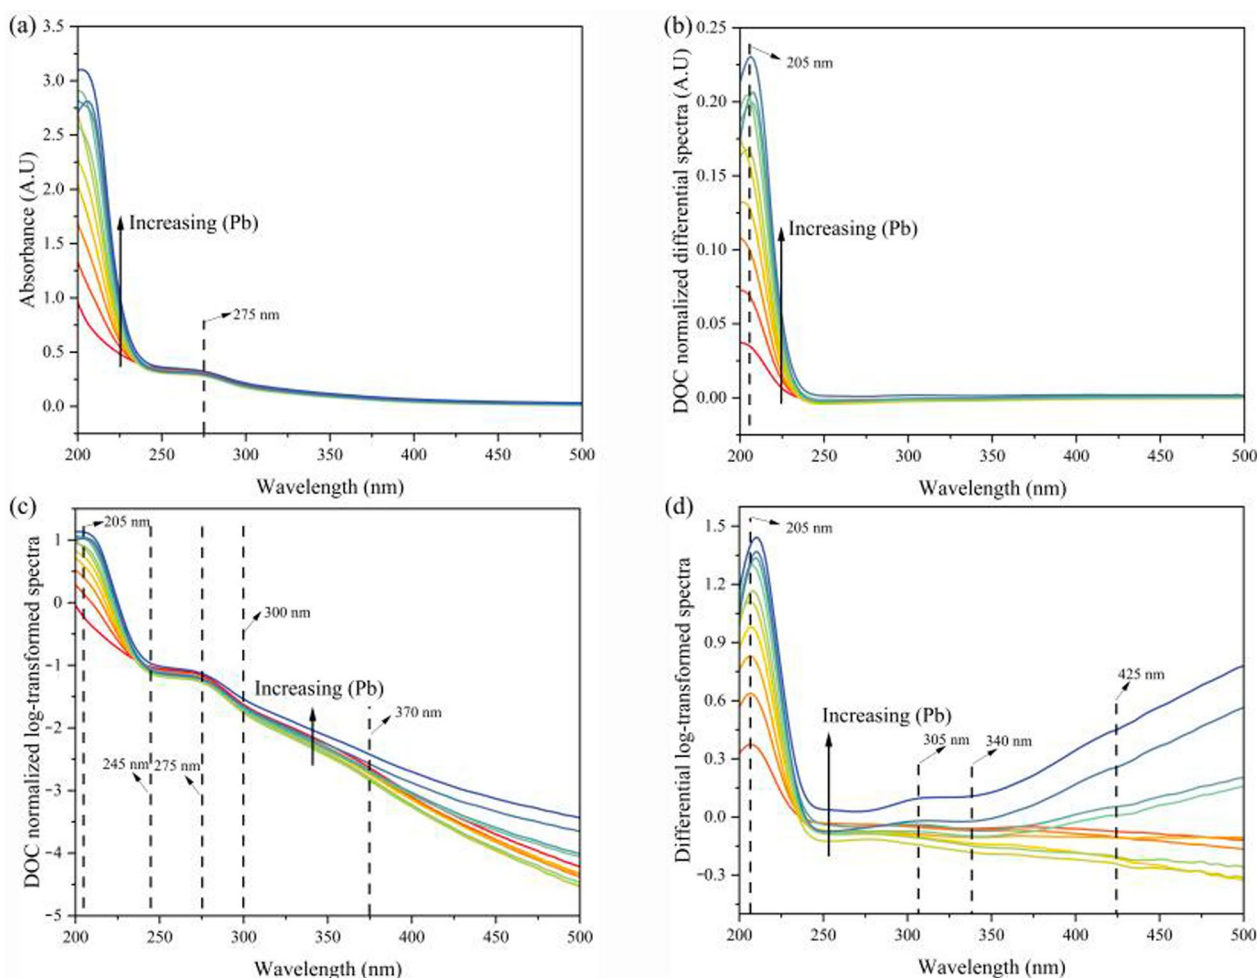 (a)
3.5
3.0
2.5
2.0
1.5
1.0
0.5
0.0
Absorbance (A.U)
Increasing (Pb)
275 nm
200 250 300 350 400 450 500
Wavelength (nm)
(b)
0.25
0.20
0.15
0.10
0.05
0.00
DOC normalized differential spectra (A.U)
205 nm
Increasing (Pb)
200 250 300 350 400 450 500
Wavelength (nm)
(c)
1
0
−1
−2
−3
−4
−5
DOC normalized log-transformed spectra
205 nm
300 nm
Increasing (Pb)
370 nm
245 nm
275 nm
200 250 300 350 400 450 500
Wavelength (nm)
(d)
1.5
1.2
0.9
0.6
0.3
0.0
−0.3
Differential log-transformed spectra
205 nm
425 nm
Increasing (Pb)
305 nm
340 nm
200 250 300 350 400 450 500
Wavelength (nm)